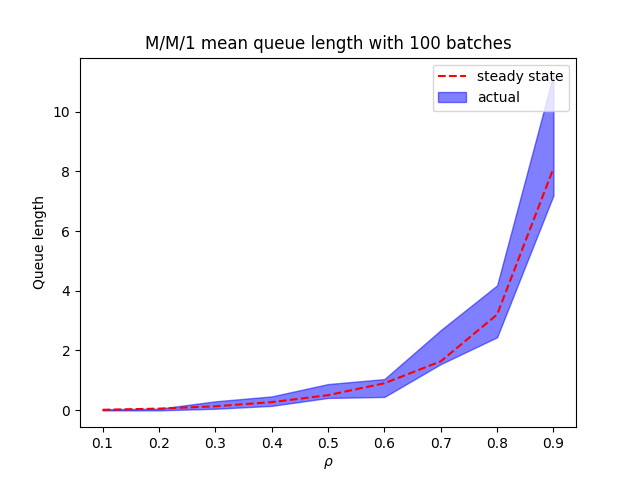 M/M/1 mean queue length with 100 batches
steady state
actual
Queue length
10
8
6
4
2
0
0.1 0.2 0.3 0.4 0.5 0.6 0.7 0.8 0.9
ρ